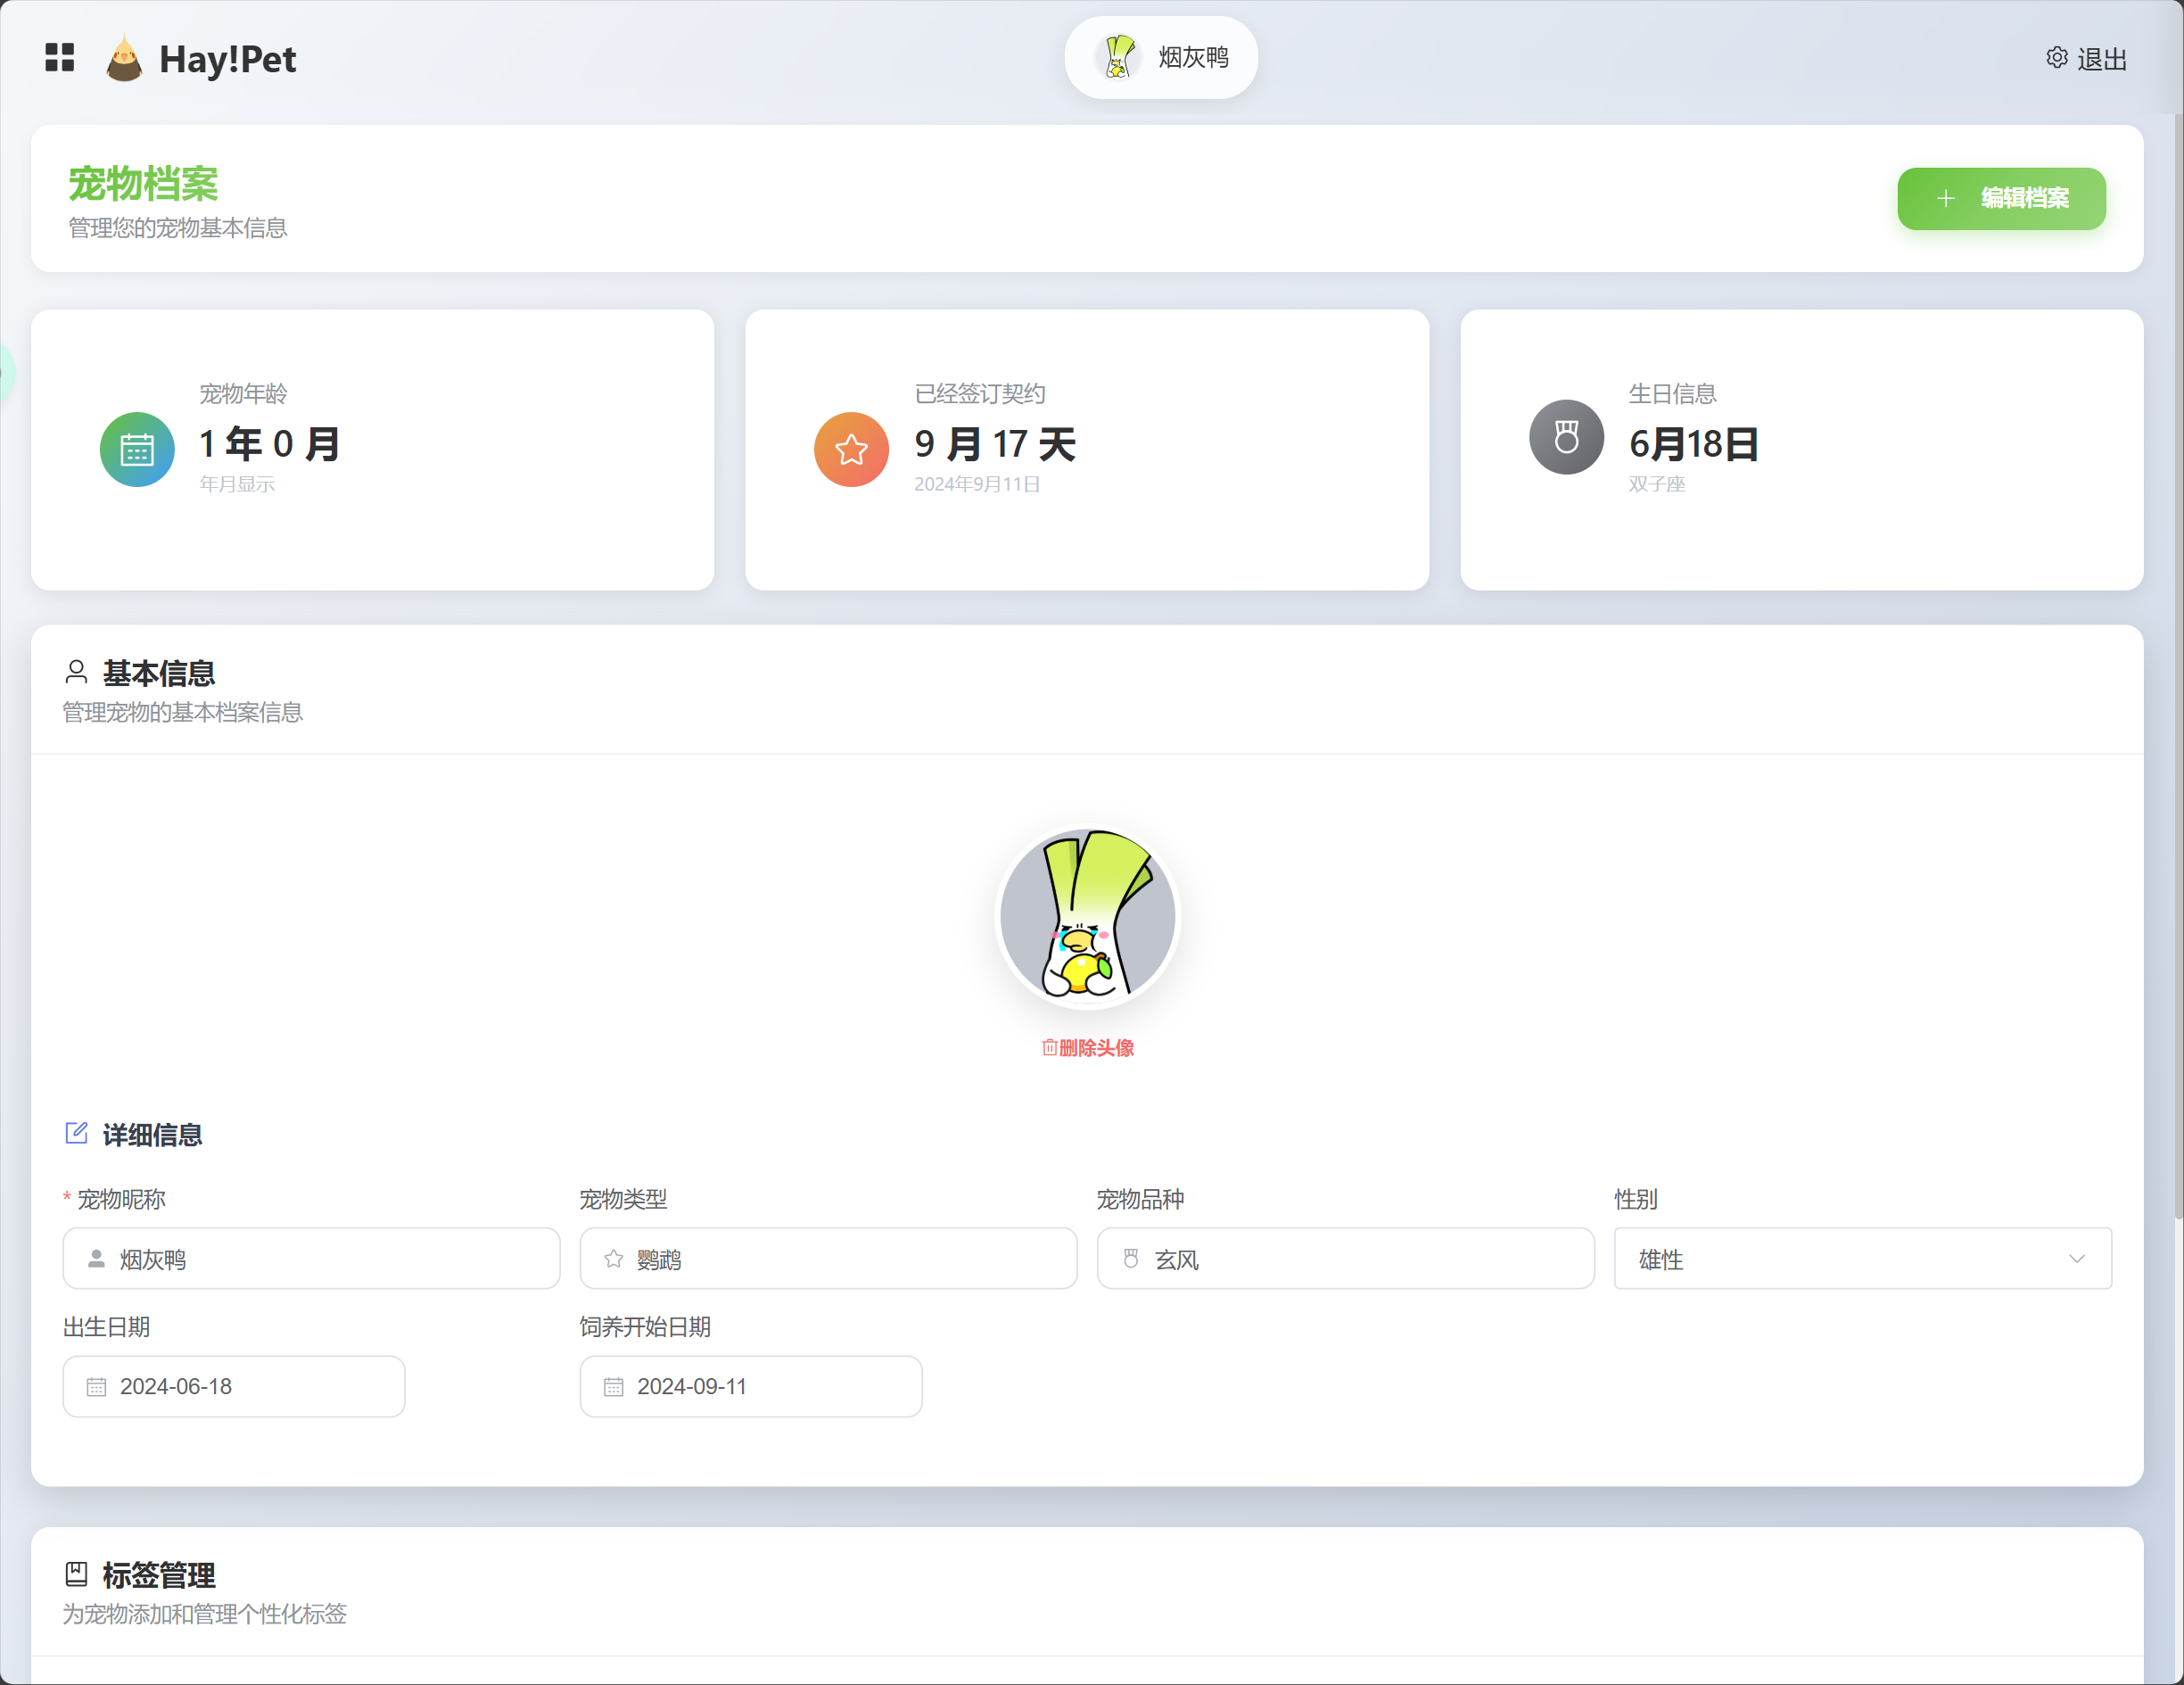 Hay!Pet
烟灰鸭
退出
宠物档案
管理您的宠物基本信息
编辑档案
宠物年龄
1 年 0 月
年月显示
已经签订契约
9 月 17 天
2024年9月11日
生日信息
6月18日
双子座
基本信息
管理宠物的基本档案信息
删除头像
详细信息
* 宠物昵称
烟灰鸭
宠物类型
鹦鹉
宠物品种
玄风
性别
雄性
出生日期
2024-06-18
饲养开始日期
2024-09-11
标签管理
为宠物添加和管理个性化标签